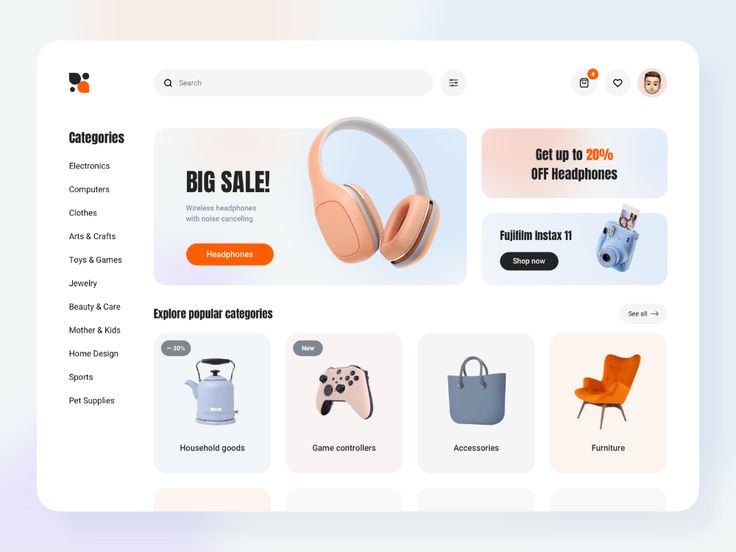 Search
4
Categories
Electronics
Computers
Clothes
Arts & Crafts
Toys & Games
Jewelry
Beauty & Care
Mother & Kids
Home Design
Sports
Pet Supplies
BIG SALE!
Wireless headphones
with noise canceling
Headphones
Get up to 20%
OFF Headphones
Fujifilm Instax 11
Shop now
Explore popular categories
See all
– 30%
New
Household goods
Game controllers
Accessories
Furniture